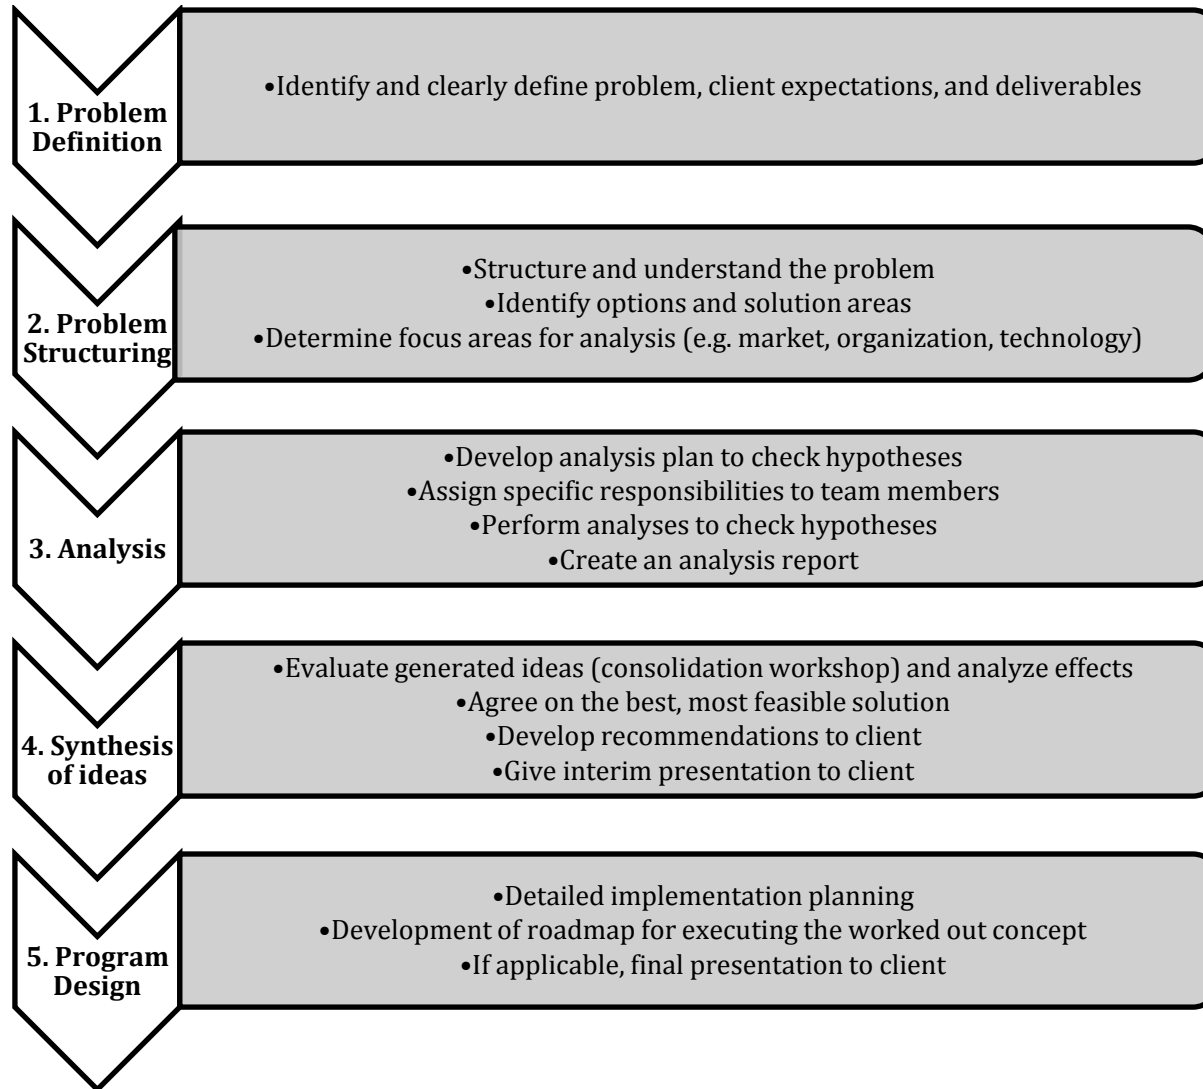 1. Problem
Definition
•Identify and clearly define problem, client expectations, and deliverables
2. Problem
Structuring
•Structure and understand the problem
•Identify options and solution areas
•Determine focus areas for analysis (e.g. market, organization, technology)
3. Analysis
•Develop analysis plan to check hypotheses
•Assign specific responsibilities to team members
•Perform analyses to check hypotheses
•Create an analysis report
4. Synthesis
of ideas
•Evaluate generated ideas (consolidation workshop) and analyze effects
•Agree on the best, most feasible solution
•Develop recommendations to client
•Give interim presentation to client
5. Program
Design
•Detailed implementation planning
•Development of roadmap for executing the worked out concept
•If applicable, final presentation to client